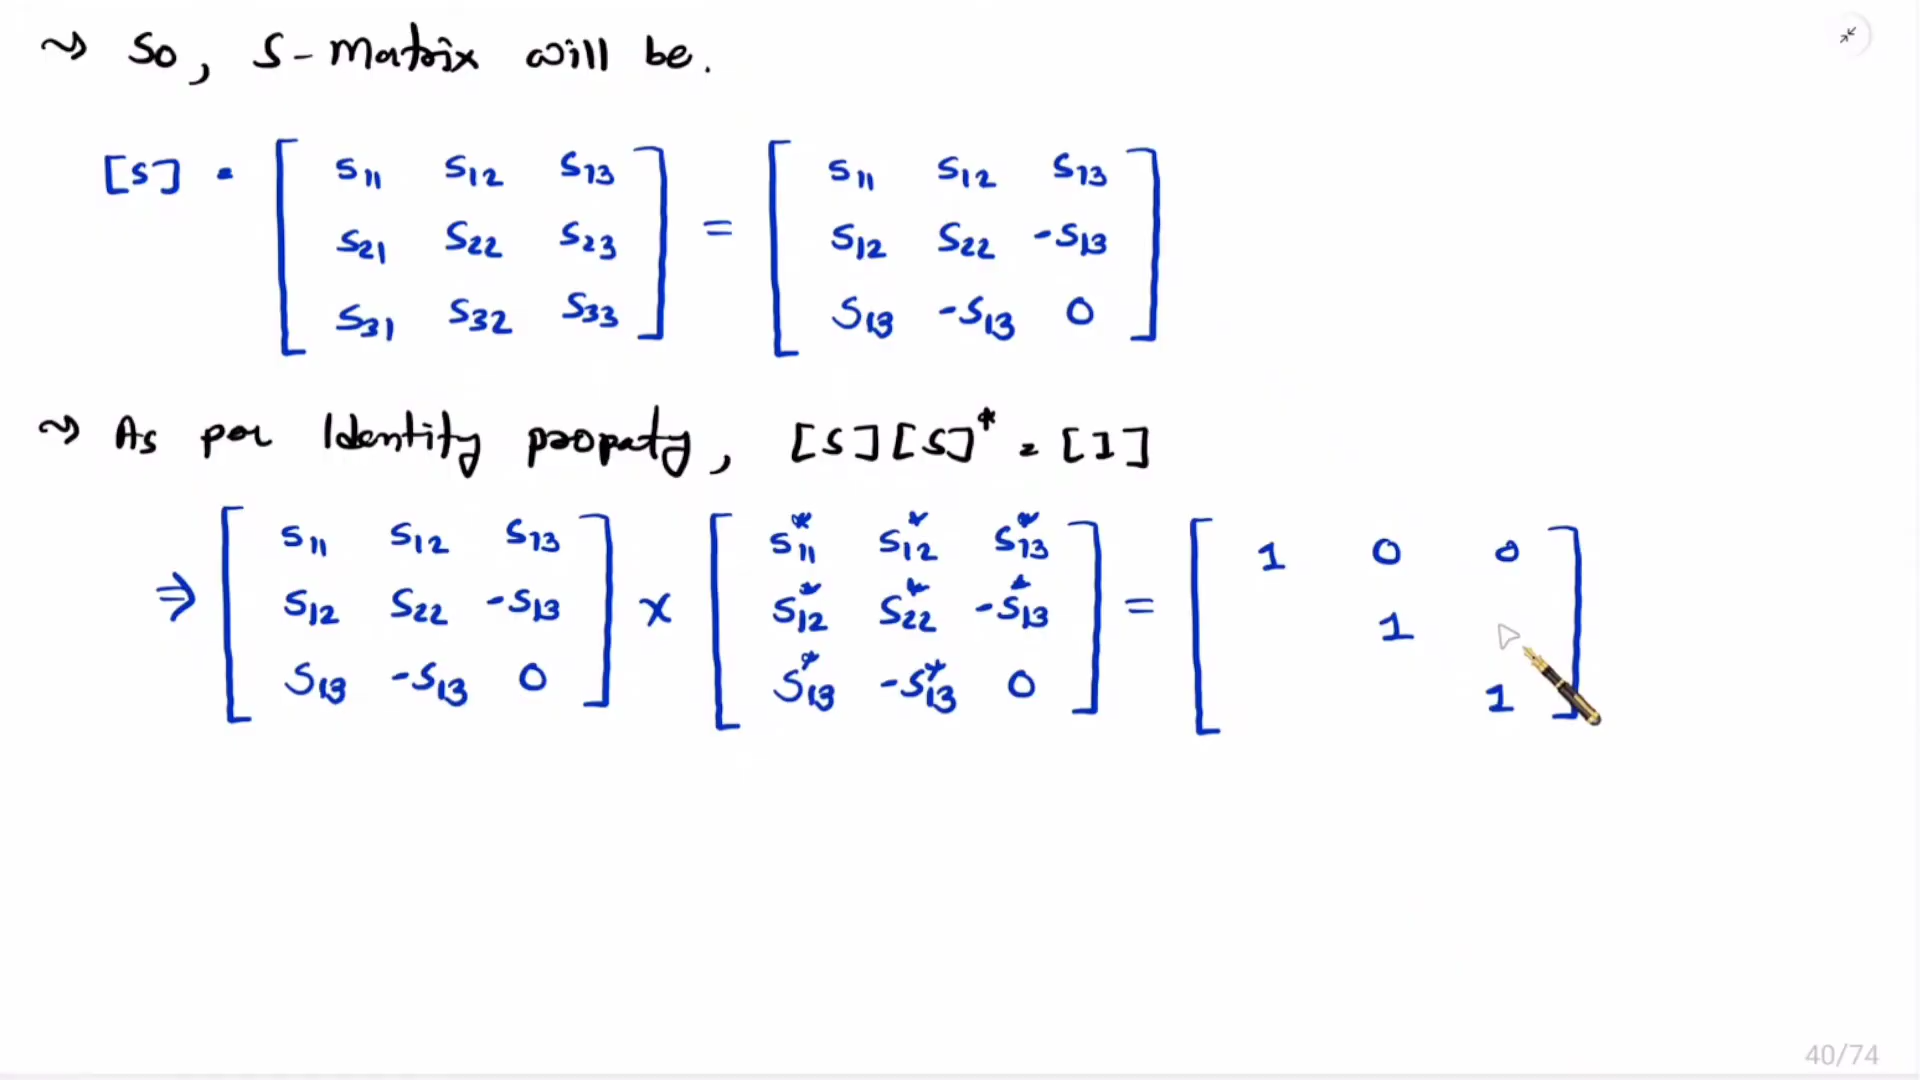 ~> So, S-Matrix will be.
[S] = [ S11 S12 S13 ] = [ S11 S12 S13 ]
S21 S22 S23 S12 S22 -S13
S31 S32 S33 S13 -S13 0
~> As per Identity property, [S][S]* = [I]
⇒ [ S11 S12 S13 ] x [ S11* S12* S13* ] = [ 1 0 0 ]
S12 S22 -S13 S12* S22* -S13* 1
S13 -S13 0 S13* -S13* 0 1
40/74